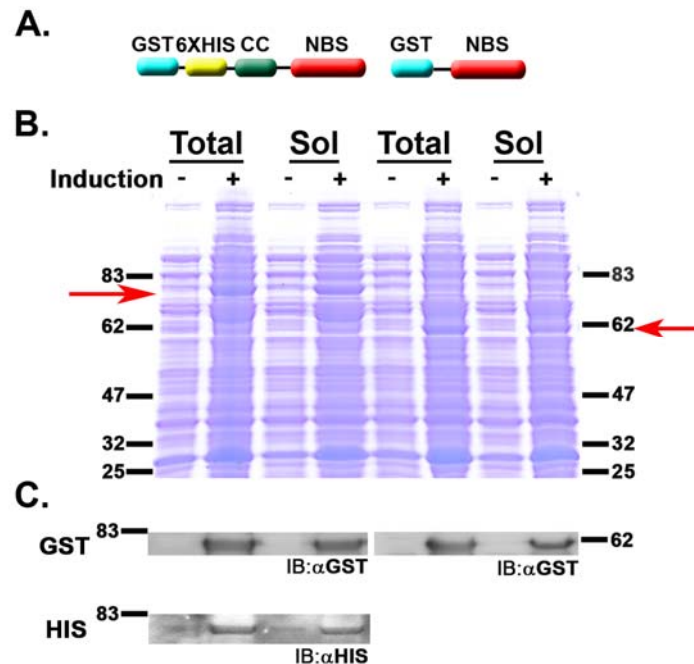 A.
GST 6XHIS CC NBS GST NBS
B.
Total Sol Total Sol
Induction - + - + - + - +
83 83
62 62
47 47
32 32
25 25
C.
83
GST 62
IB:αGST IB:αGST
83
HIS
IB:αHIS